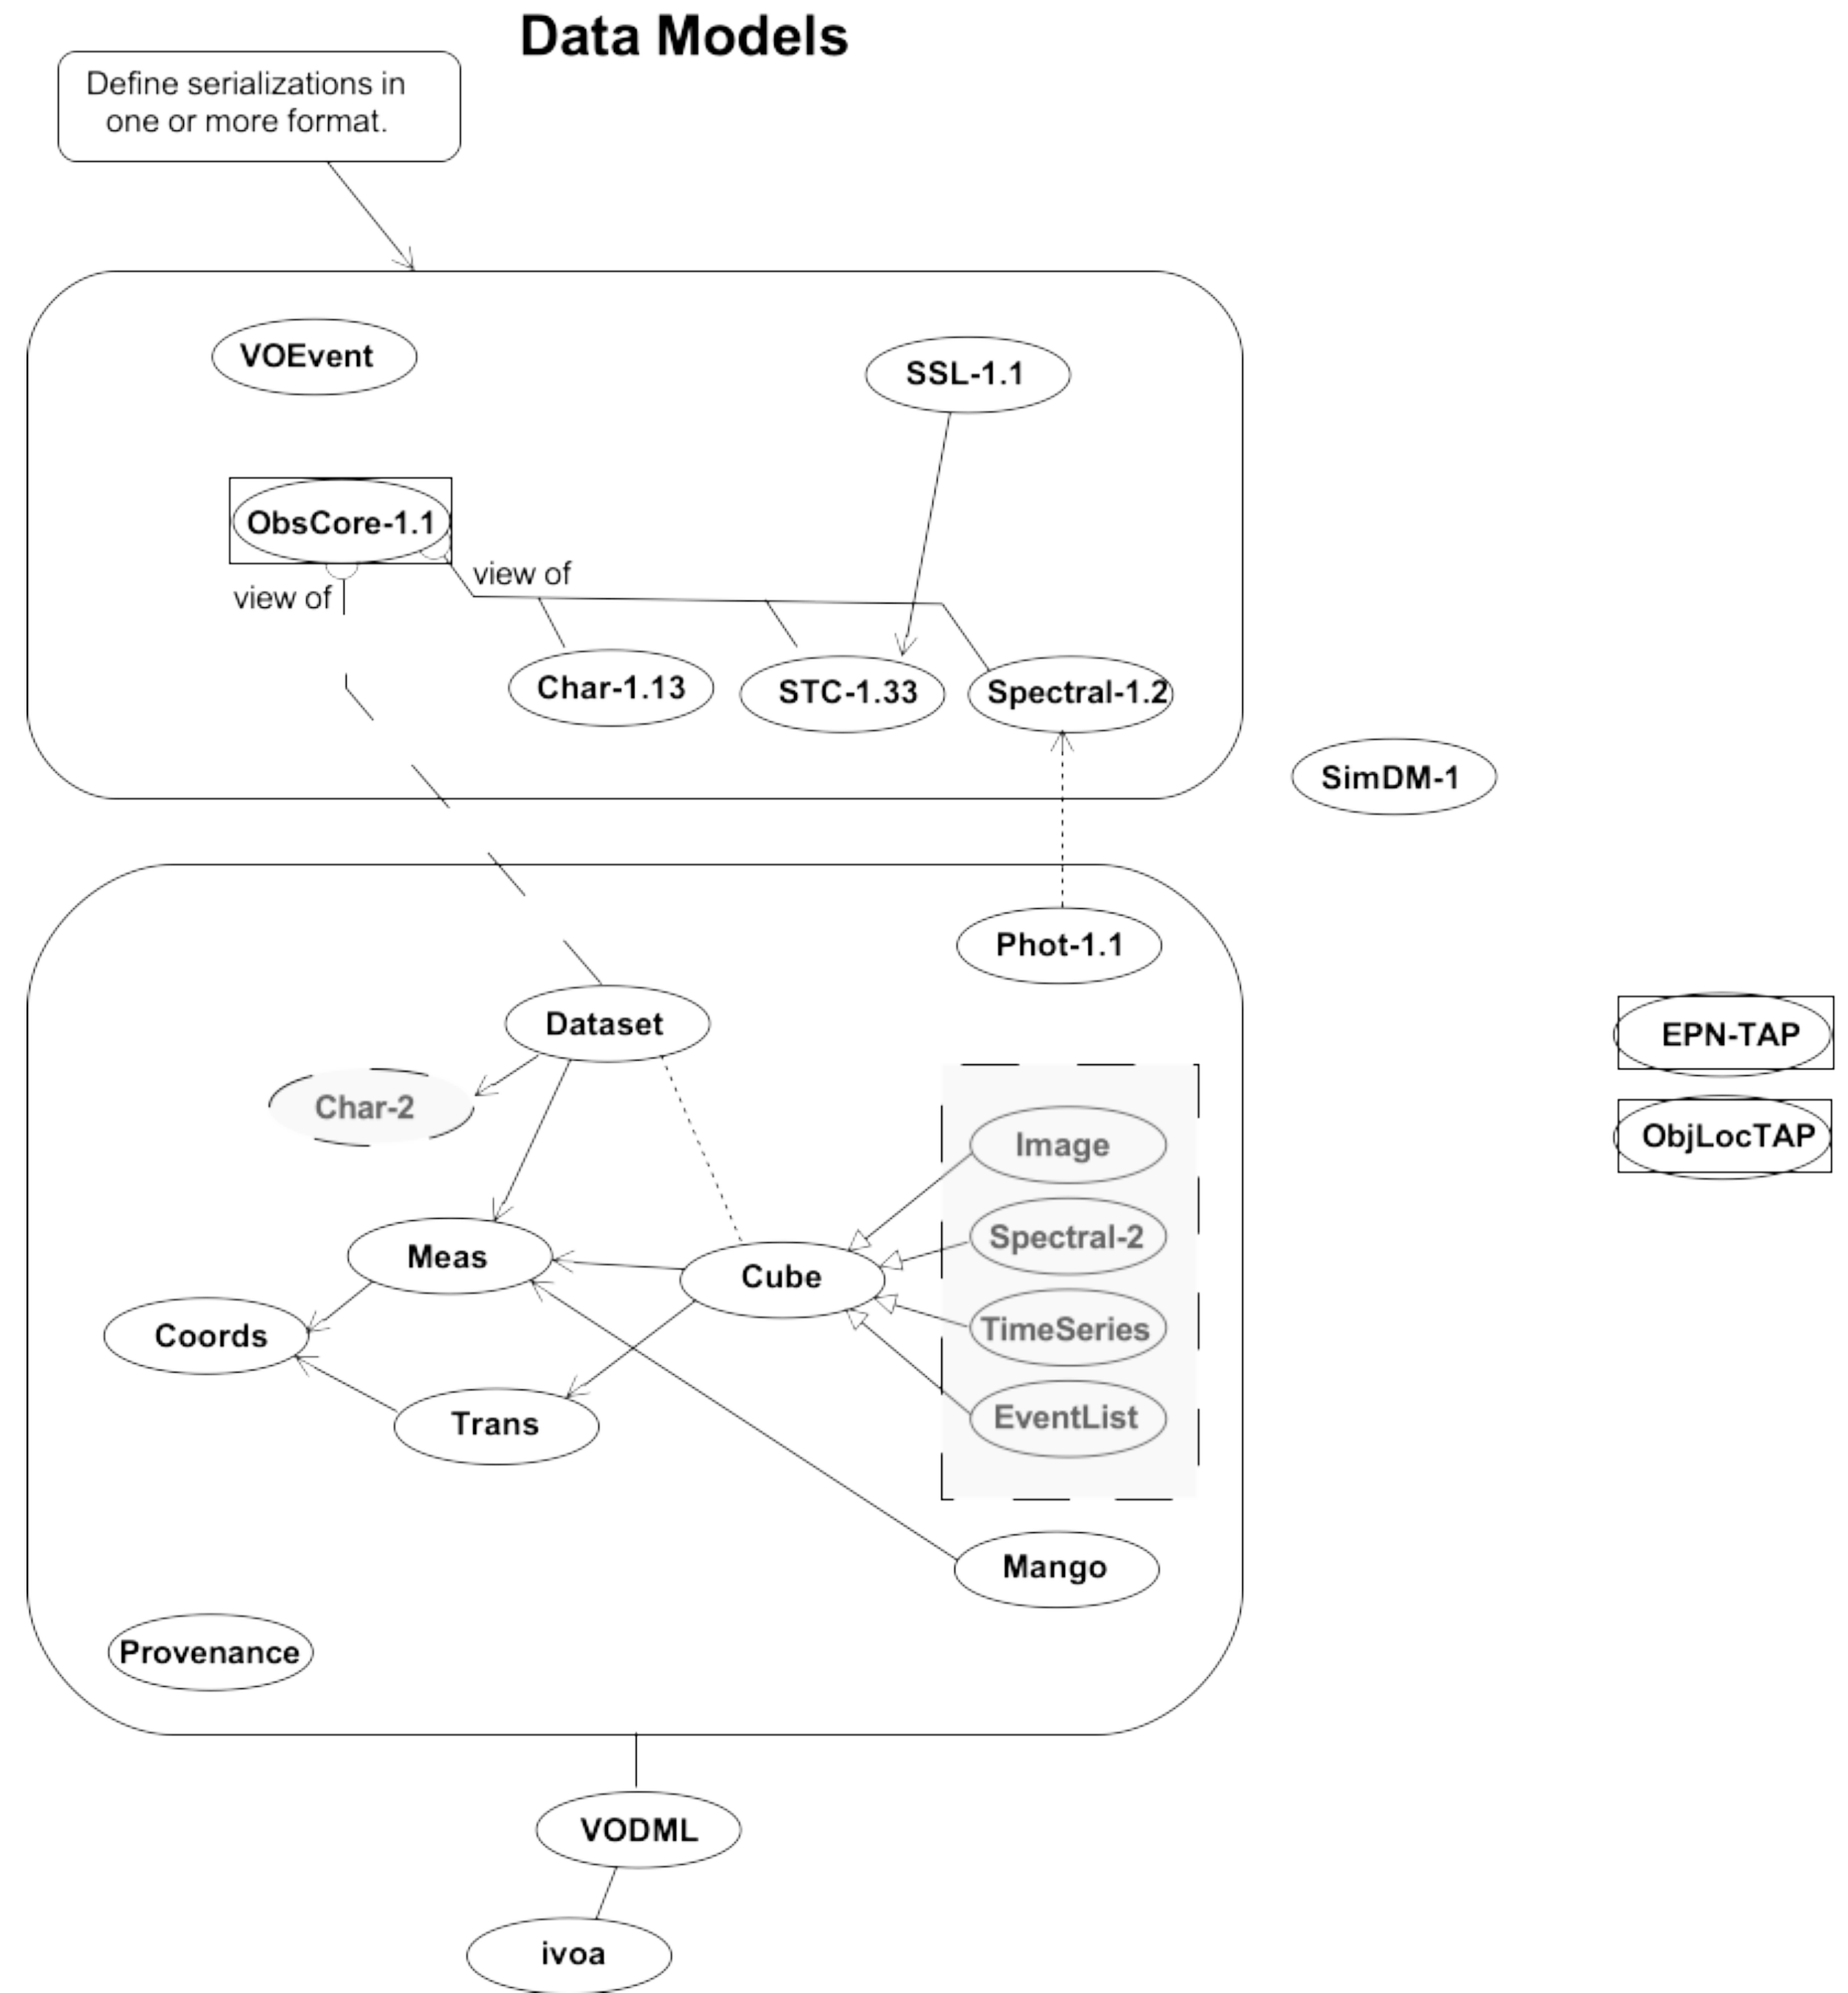 Data Models
Define serializations in
one or more format.
VOEvent
SSL-1.1
ObsCore-1.1
view of
view of
Char-1.13
STC-1.33
Spectral-1.2
SimDM-1
Phot-1.1
Dataset
EPN-TAP
Char-2
ObjLocTAP
Image
Spectral-2
Meas
Cube
TimeSeries
Coords
EventList
Trans
Mango
Provenance
VODML
ivoa